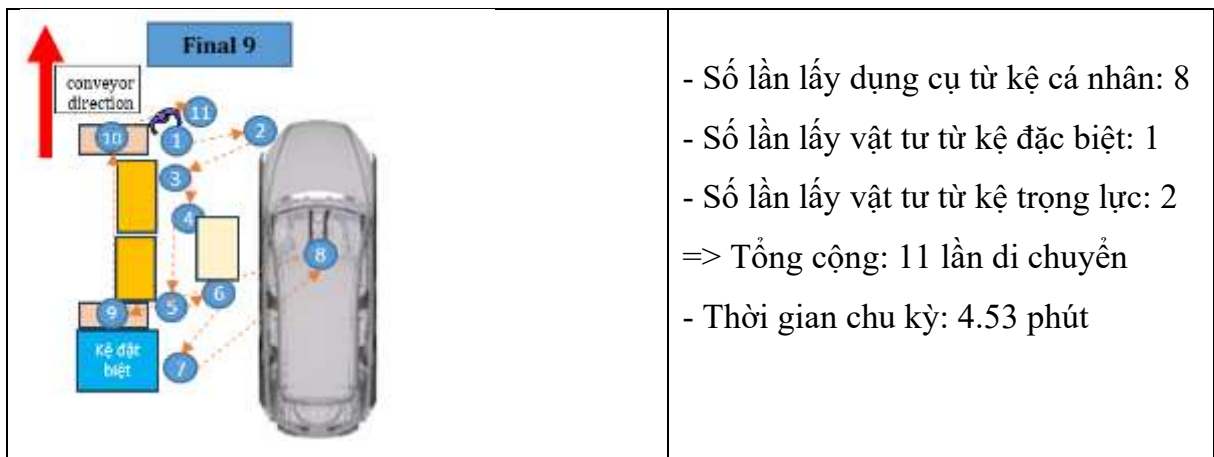 Final 9
conveyor
direction
11
10
1
2
3
4
8
6
5
9
Kệ đặt
biệt
7
- Số lần lấy dụng cụ từ kệ cá nhân: 8
- Số lần lấy vật tư từ kệ đặc biệt: 1
- Số lần lấy vật tư từ kệ trọng lực: 2
=> Tổng cộng: 11 lần di chuyển
- Thời gian chu kỳ: 4.53 phút